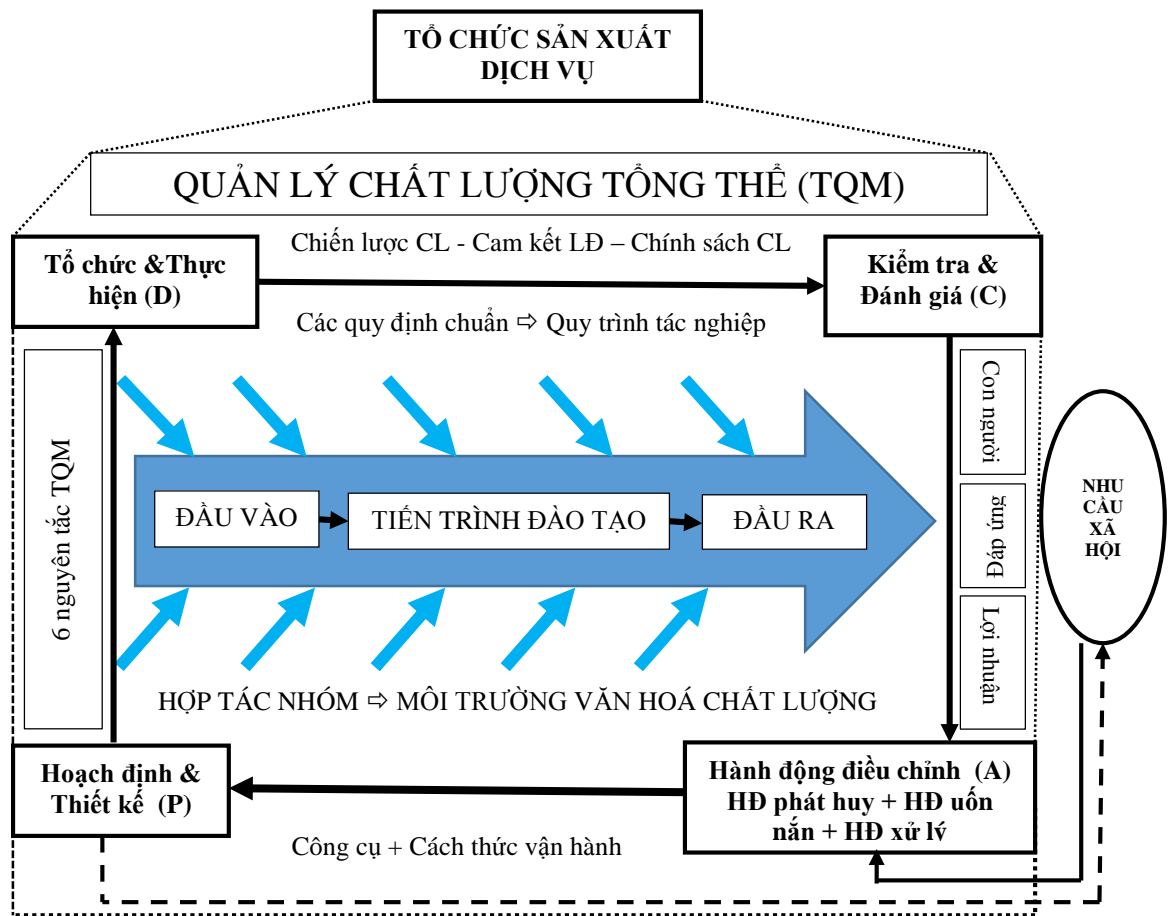 TỔ CHỨC SẢN XUẤT
DỊCH VỤ
QUẢN LÝ CHẤT LƯỢNG TỔNG THỂ (TQM)
Chiến lược CL - Cam kết LĐ – Chính sách CL
Tổ chức &Thực
hiện (D)
Kiểm tra &
Đánh giá (C)
Các quy định chuẩn ⇨ Quy trình tác nghiệp
6 nguyên tắc TQM
ĐẦU VÀO
TIẾN TRÌNH ĐÀO TẠO
ĐẦU RA
Con người
Đáp ứng
Lợi nhuận
NHU
CẦU
XÃ
HỘI
HỢP TÁC NHÓM ⇨ MÔI TRƯỜNG VĂN HOÁ CHẤT LƯỢNG
Hoạch định &
Thiết kế (P)
Hành động điều chỉnh (A)
HĐ phát huy + HĐ uốn
nắn + HĐ xử lý
Công cụ + Cách thức vận hành